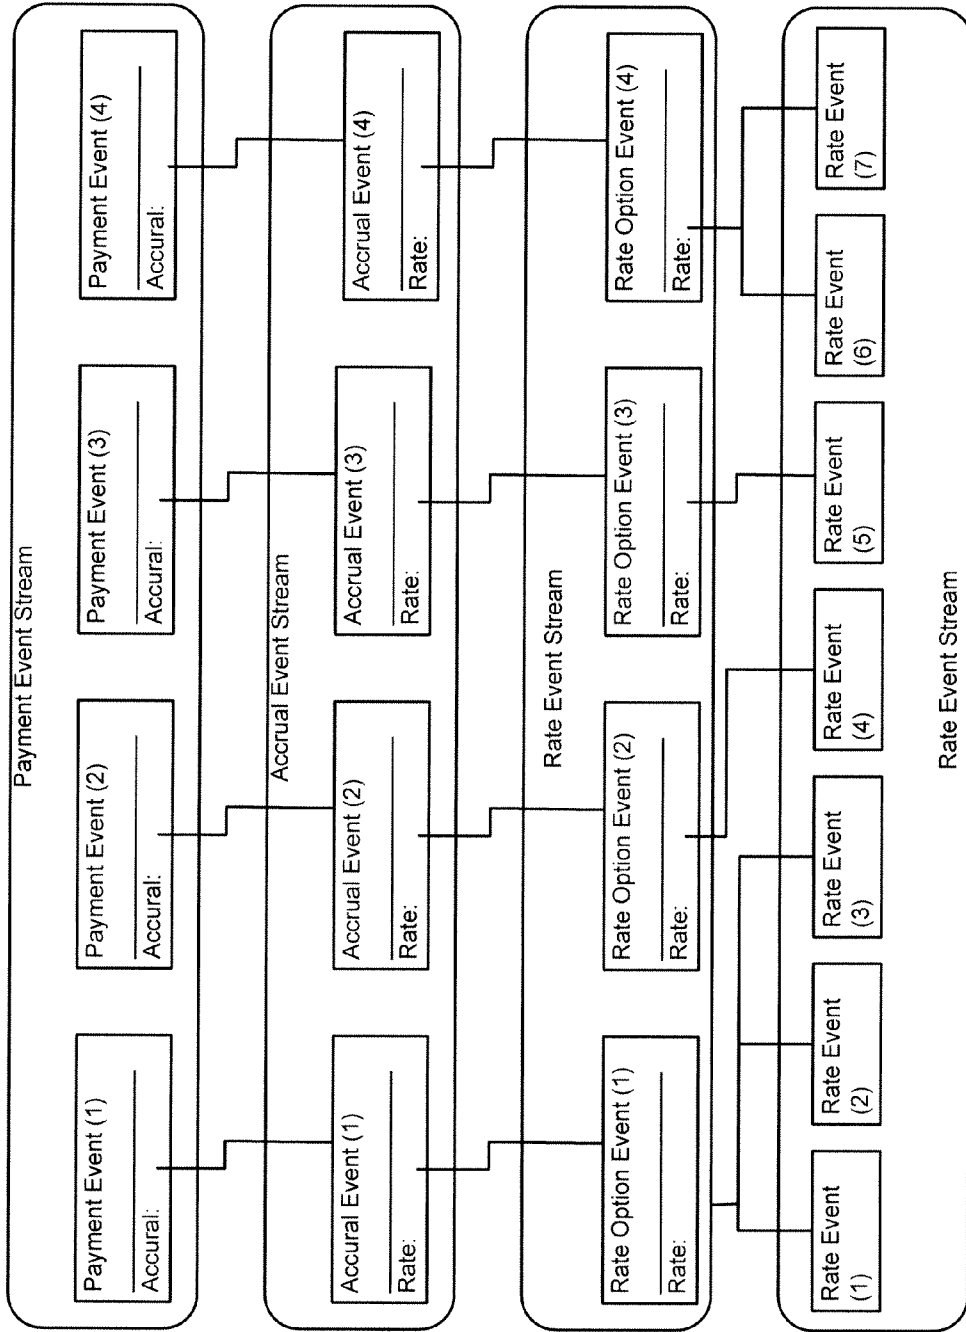 Payment Event Stream
Payment Event (1)
Accural:
Payment Event (2)
Accural:
Payment Event (3)
Accural:
Payment Event (4)
Accural:
Accrual Event Stream
Accural Event (1)
Rate:
Accrual Event (2)
Rate:
Accrual Event (3)
Rate:
Accrual Event (4)
Rate:
Rate Event Stream
Rate Option Event (1)
Rate:
Rate Option Event (2)
Rate:
Rate Option Event (3)
Rate:
Rate Option Event (4)
Rate:
Rate Event
(1)
Rate Event
(2)
Rate Event
(3)
Rate Event
(4)
Rate Event
(5)
Rate Event
(6)
Rate Event
(7)
Rate Event Stream